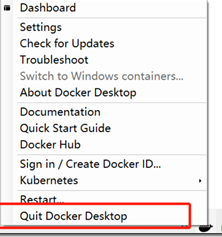 Dashboard
Settings
Check for Updates
Troubleshoot
Switch to Windows containers...
About Docker Desktop
Documentation
Quick Start Guide
Docker Hub
Sign in / Create Docker ID...
Kubernetes
Restart...
Quit Docker Desktop